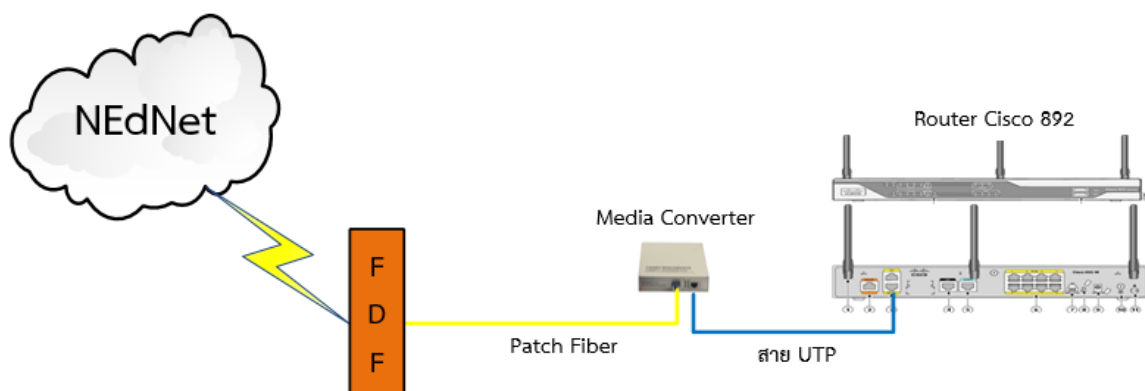 NEdNet
Router Cisco 892
Media Converter
F
D
F
Patch Fiber
สาย UTP